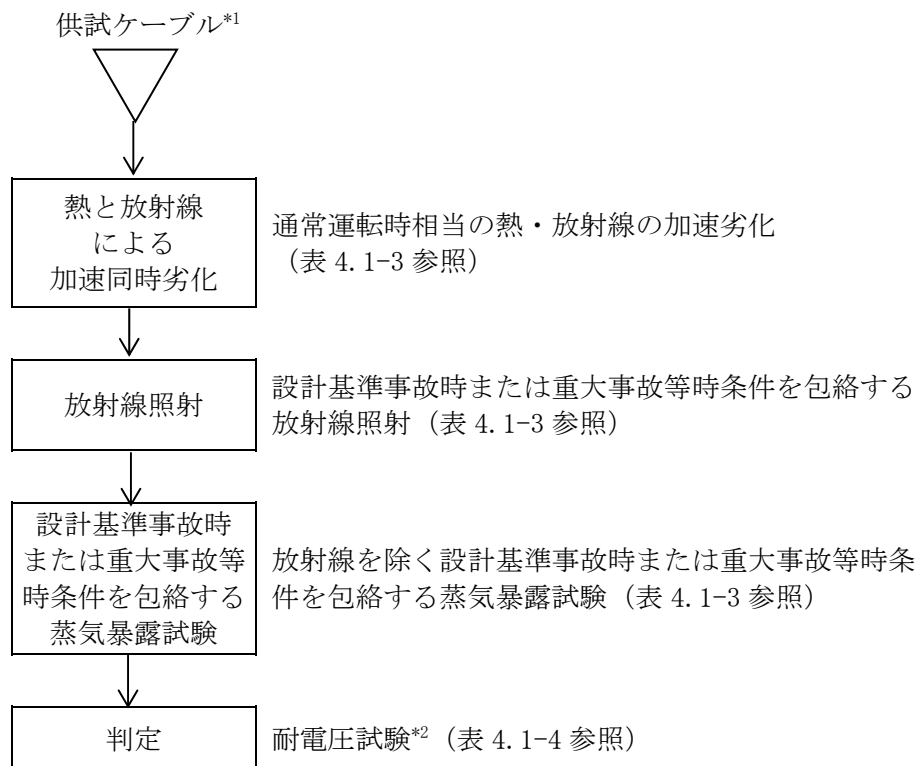 供試ケーブル*1
熱と放射線
による
加速同時劣化
通常運転時相当の熱・放射線の加速劣化
（表 4.1-3 参照）
放射線照射
設計基準事故時または重大事故等時条件を包絡する
放射線照射（表 4.1-3 参照）
設計基準事故時
または重大事故等
時条件を包絡する
蒸気暴露試験
放射線を除く設計基準事故時または重大事故等時条
件を包絡する蒸気暴露試験（表 4.1-3 参照）
判定
耐電圧試験*2（表 4.1-4 参照）